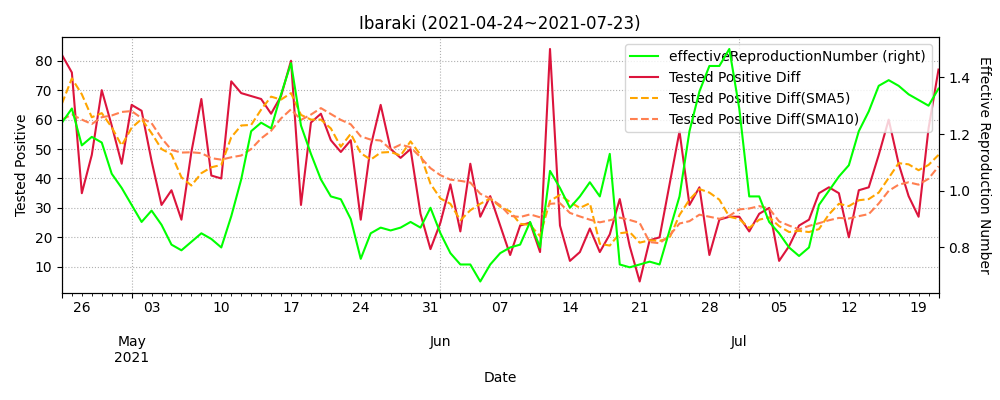 Ibaraki (2021-04-24~2021-07-23)
effectiveReproductionNumber (right)
Tested Positive Diff
Tested Positive Diff(SMA5)
Tested Positive Diff(SMA10)
Tested Positive
80
70
60
50
40
30
20
10
1.4
1.2
1.0
0.8
Effective Reproduction Number
26 03 10 17 24 31 07 14 21 28 05 12 19
May Jun Jul
2021
Date